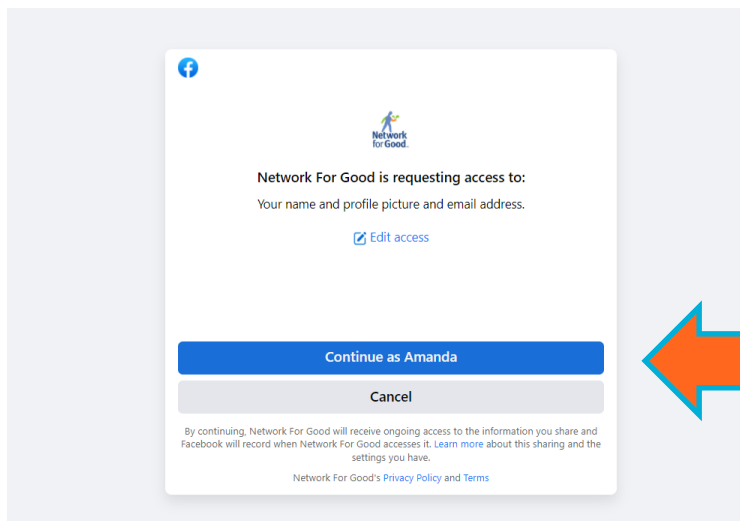 Network
for Good.
Network For Good is requesting access to:
Your name and profile picture and email address.
Edit access
Continue as Amanda
Cancel
By continuing, Network For Good will receive ongoing access to the information you share and
Facebook will record when Network For Good accesses it. Learn more about this sharing and the
settings you have.
Network For Good's Privacy Policy and Terms